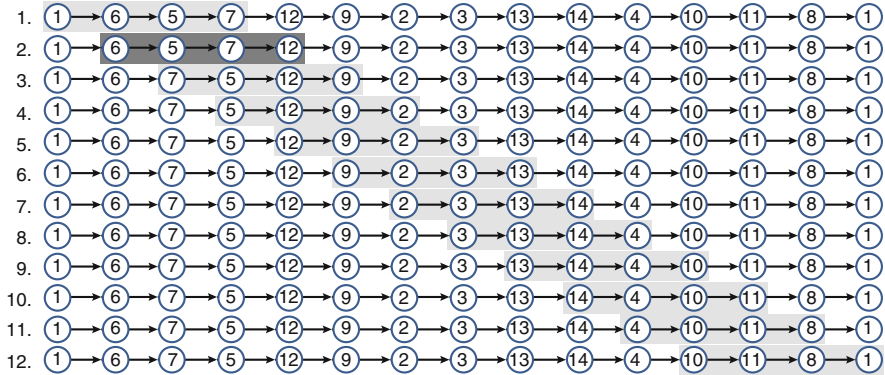 1. 1 6 5 7 12 9 2 3 13 14 4 10 11 8 1
2. 1 6 5 7 12 9 2 3 13 14 4 10 11 8 1
3. 1 6 7 5 12 9 2 3 13 14 4 10 11 8 1
4. 1 6 7 5 12 9 2 3 13 14 4 10 11 8 1
5. 1 6 7 5 12 9 2 3 13 14 4 10 11 8 1
6. 1 6 7 5 12 9 2 3 13 14 4 10 11 8 1
7. 1 6 7 5 12 9 2 3 13 14 4 10 11 8 1
8. 1 6 7 5 12 9 2 3 13 14 4 10 11 8 1
9. 1 6 7 5 12 9 2 3 13 14 4 10 11 8 1
10. 1 6 7 5 12 9 2 3 13 14 4 10 11 8 1
11. 1 6 7 5 12 9 2 3 13 14 4 10 11 8 1
12. 1 6 7 5 12 9 2 3 13 14 4 10 11 8 1